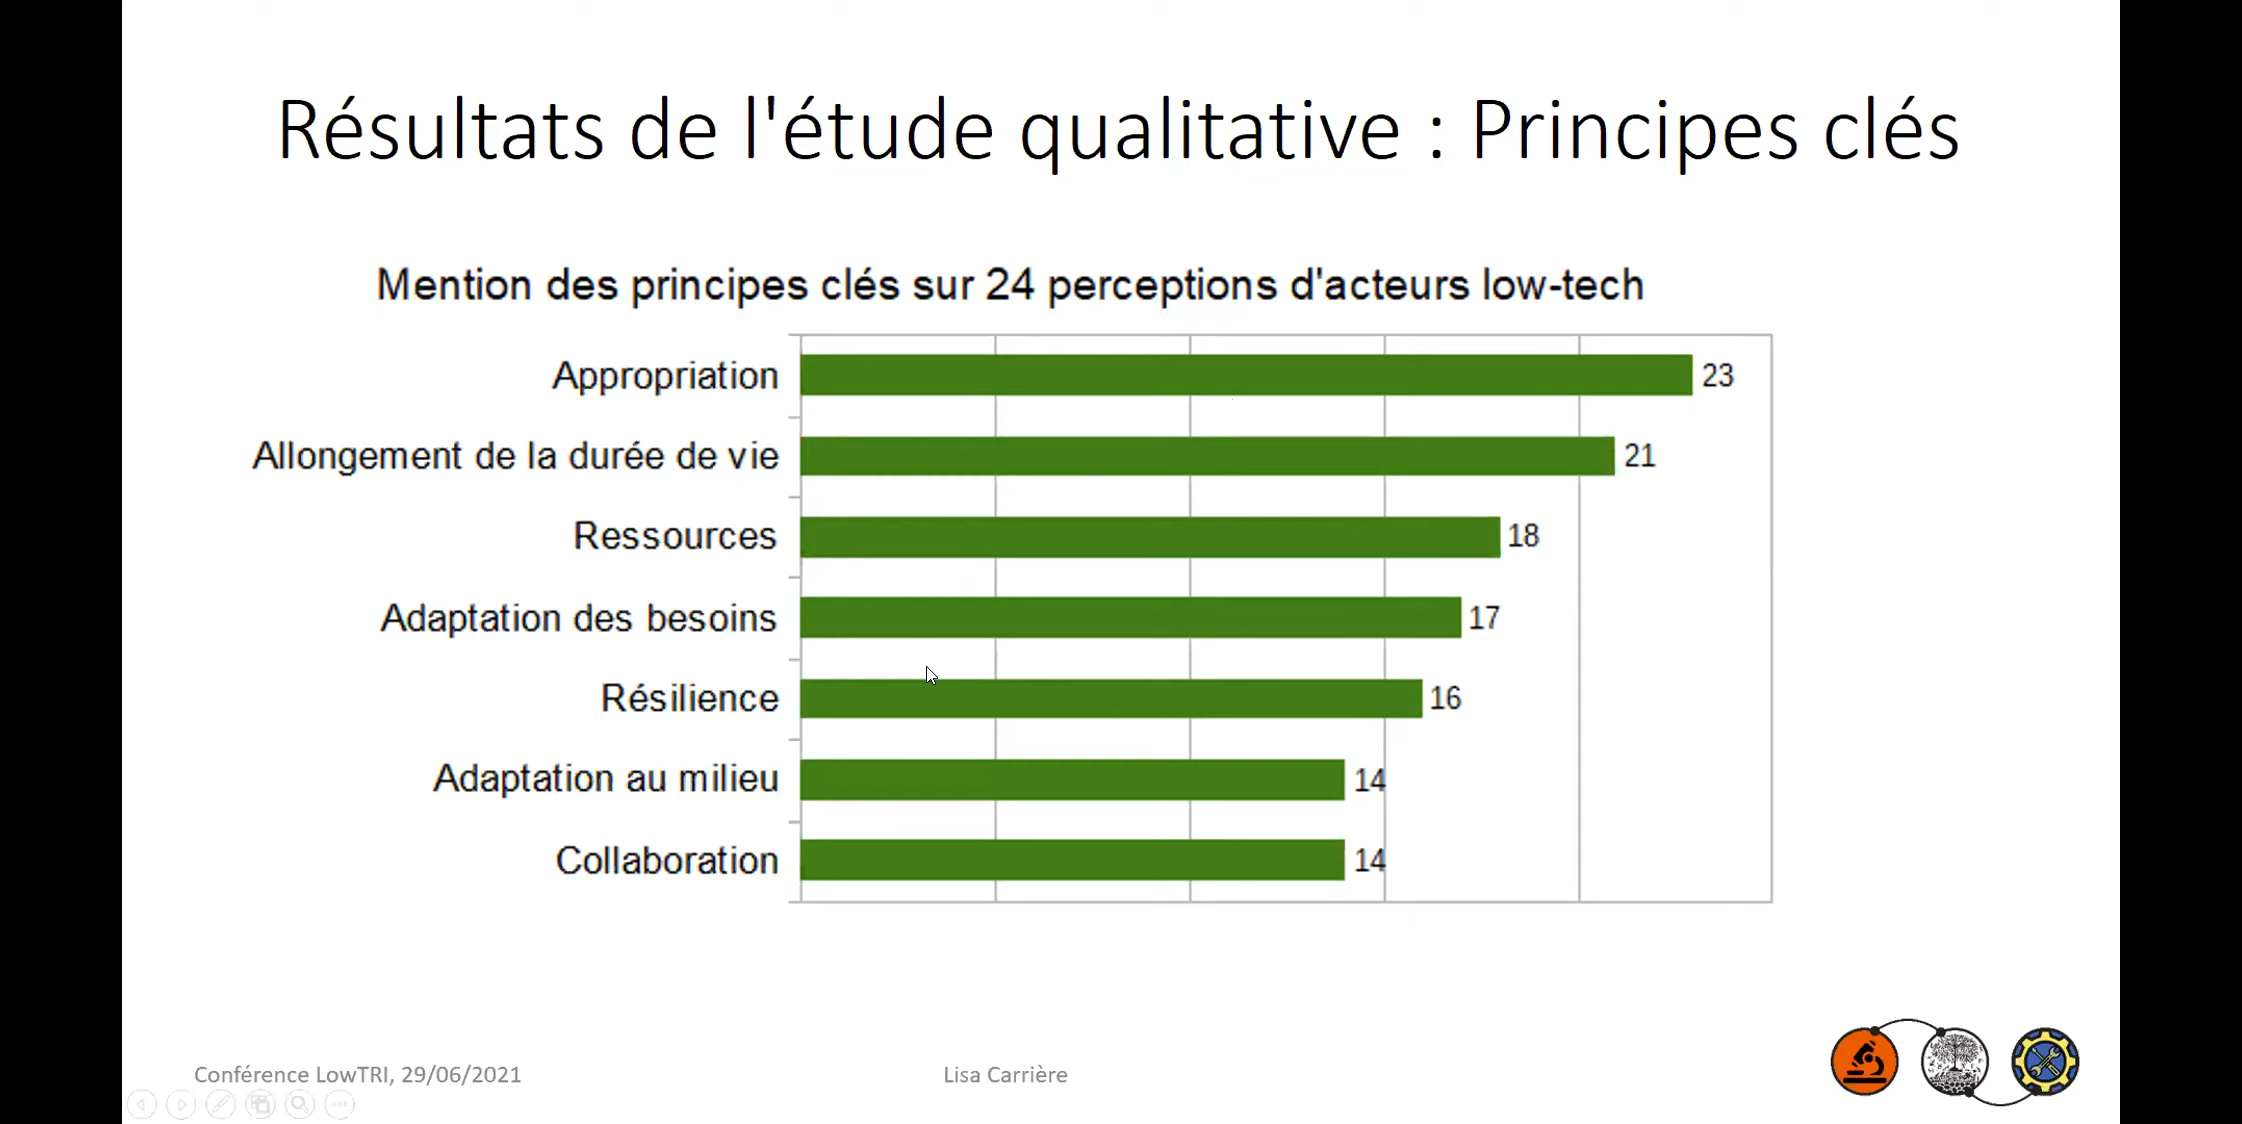 Résultats de l'étude qualitative : Principes clés
Mention des principes clés sur 24 perceptions d'acteurs low-tech
Appropriation 23
Allongement de la durée de vie 21
Ressources 18
Adaptation des besoins 17
Résilience 16
Adaptation au milieu 14
Collaboration 14
Conférence LowTRI, 29/06/2021
Lisa Carrière